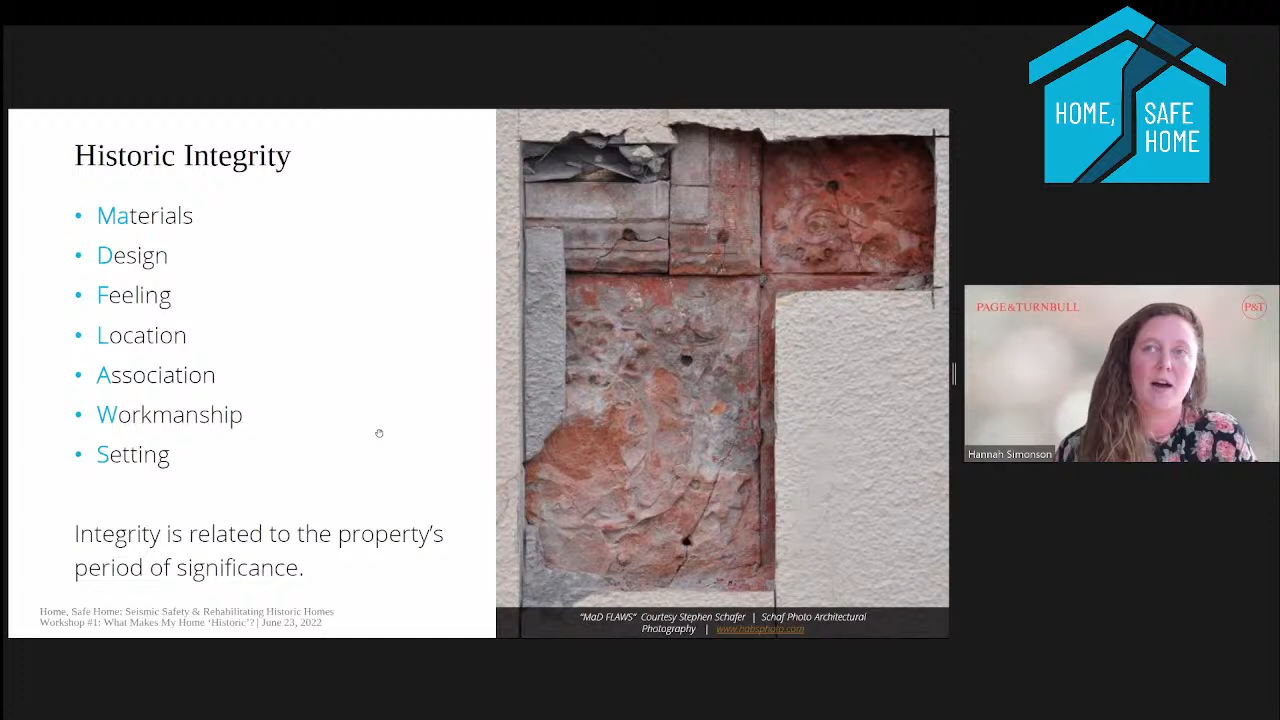 HOME, SAFE
HOME
Historic Integrity
• Materials
• Design
• Feeling
• Location
• Association
• Workmanship
• Setting
Integrity is related to the property’s
period of significance.
Home, Safe Home: Seismic Safety & Rehabilitating Historic Homes
Workshop #1: What Makes My Home ‘Historic’? | June 23, 2022
“MaD FLAWS” Courtesy Stephen Schafer | Schaf Photo Architectural
Photography | www.habsphoto.com
PAGE&TURNBULL
P&T
Hannah Simonson